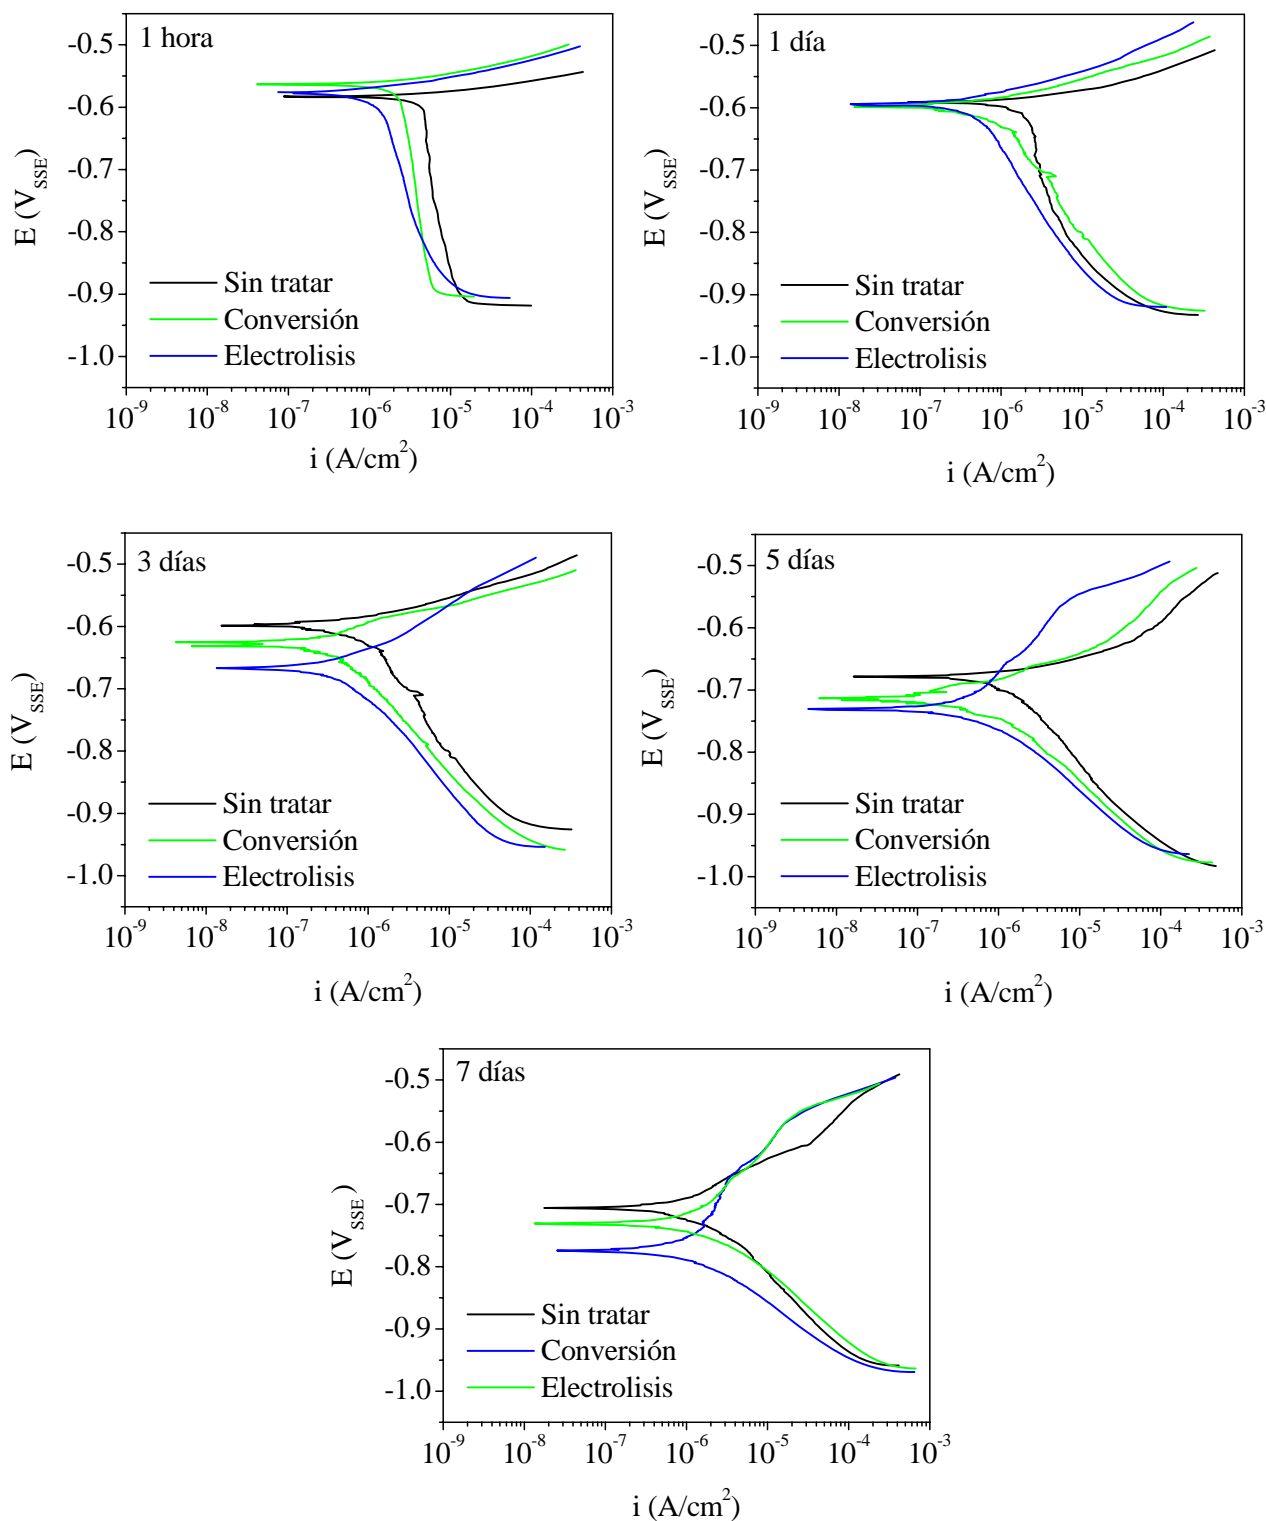 1 hora
-0.5
-0.6
-0.7
-0.8
-0.9
-1.0
E (V_SSE)
Sin tratar
Conversión
Electrolisis
10^-9 10^-8 10^-7 10^-6 10^-5 10^-4 10^-3
i (A/cm^2)
1 día
-0.5
-0.6
-0.7
-0.8
-0.9
-1.0
E (V_SSE)
Sin tratar
Conversión
Electrolisis
10^-9 10^-8 10^-7 10^-6 10^-5 10^-4 10^-3
i (A/cm^2)
3 días
-0.5
-0.6
-0.7
-0.8
-0.9
-1.0
E (V_SSE)
Sin tratar
Conversión
Electrolisis
10^-9 10^-8 10^-7 10^-6 10^-5 10^-4 10^-3
i (A/cm^2)
5 días
-0.5
-0.6
-0.7
-0.8
-0.9
-1.0
E (V_SSE)
Sin tratar
Conversión
Electrolisis
10^-9 10^-8 10^-7 10^-6 10^-5 10^-4 10^-3
i (A/cm^2)
7 días
-0.5
-0.6
-0.7
-0.8
-0.9
-1.0
E (V_SSE)
Sin tratar
Conversión
Electrolisis
10^-9 10^-8 10^-7 10^-6 10^-5 10^-4 10^-3
i (A/cm^2)